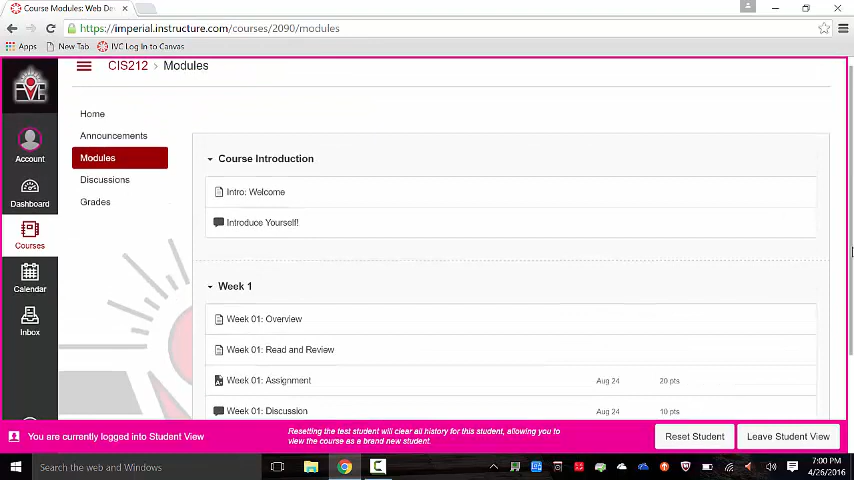 Course Modules: Web Dev
https://imperial.instructure.com/courses/2090/modules
Apps
New Tab
IVC Log In to Canvas
CIS212 > Modules
Home
Announcements
Modules
Discussions
Grades
Account
Dashboard
Courses
Calendar
Inbox
Course Introduction
Intro: Welcome
Introduce Yourself!
Week 1
Week 01: Overview
Week 01: Read and Review
Week 01: Assignment Aug 24 20 pts
Week 01: Discussion Aug 24 10 pts
You are currently logged into Student View
Resetting the test student will clear all history for this student, allowing you to
view the course as a brand new student.
Reset Student
Leave Student View
Search the web and Windows
7:00 PM
4/26/2016